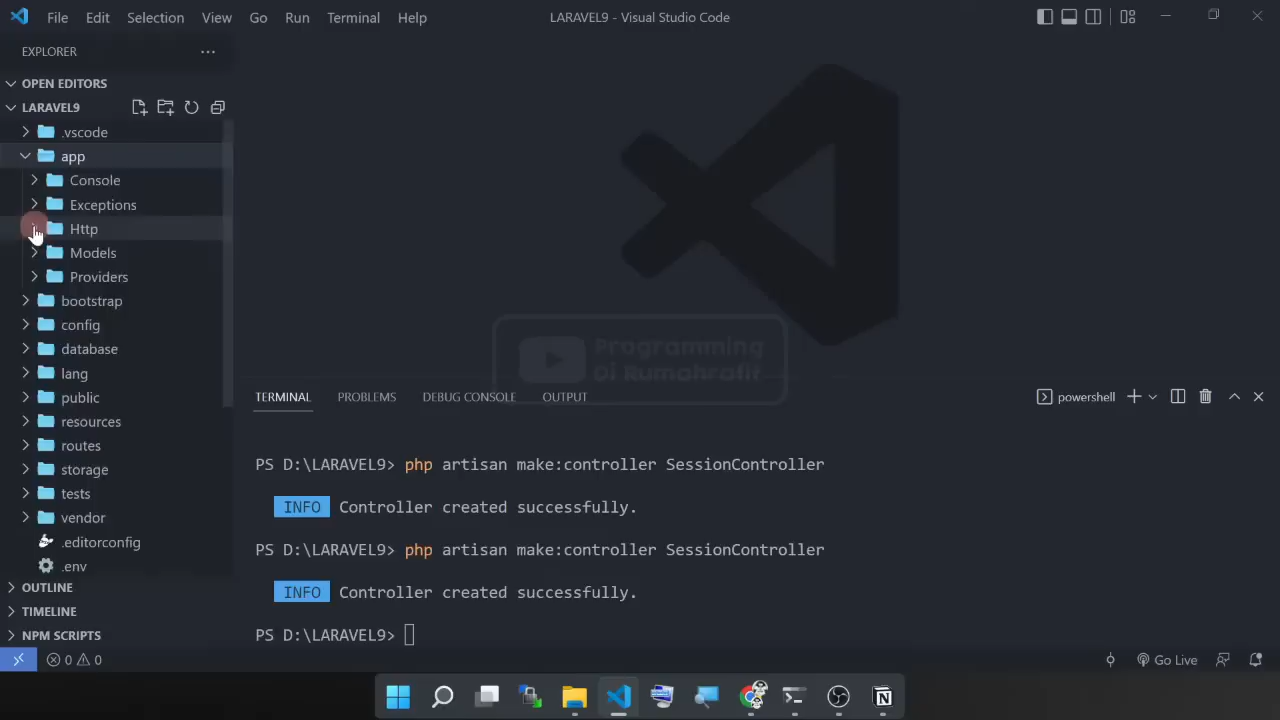 File Edit Selection View Go Run Terminal Help
LARAVEL9 - Visual Studio Code
EXPLORER
OPEN EDITORS
LARAVEL9
.vscode
app
Console
Exceptions
Http
Models
Providers
bootstrap
config
database
lang
public
resources
routes
storage
tests
vendor
.editorconfig
.env
OUTLINE
TIMELINE
NPM SCRIPTS
Programming
Di Rumahrafif
TERMINAL PROBLEMS DEBUG CONSOLE OUTPUT
powershell
PS D:\LARAVEL9> php artisan make:controller SessionController
INFO Controller created successfully.
PS D:\LARAVEL9> php artisan make:controller SessionController
INFO Controller created successfully.
PS D:\LARAVEL9>
0 0
Go Live